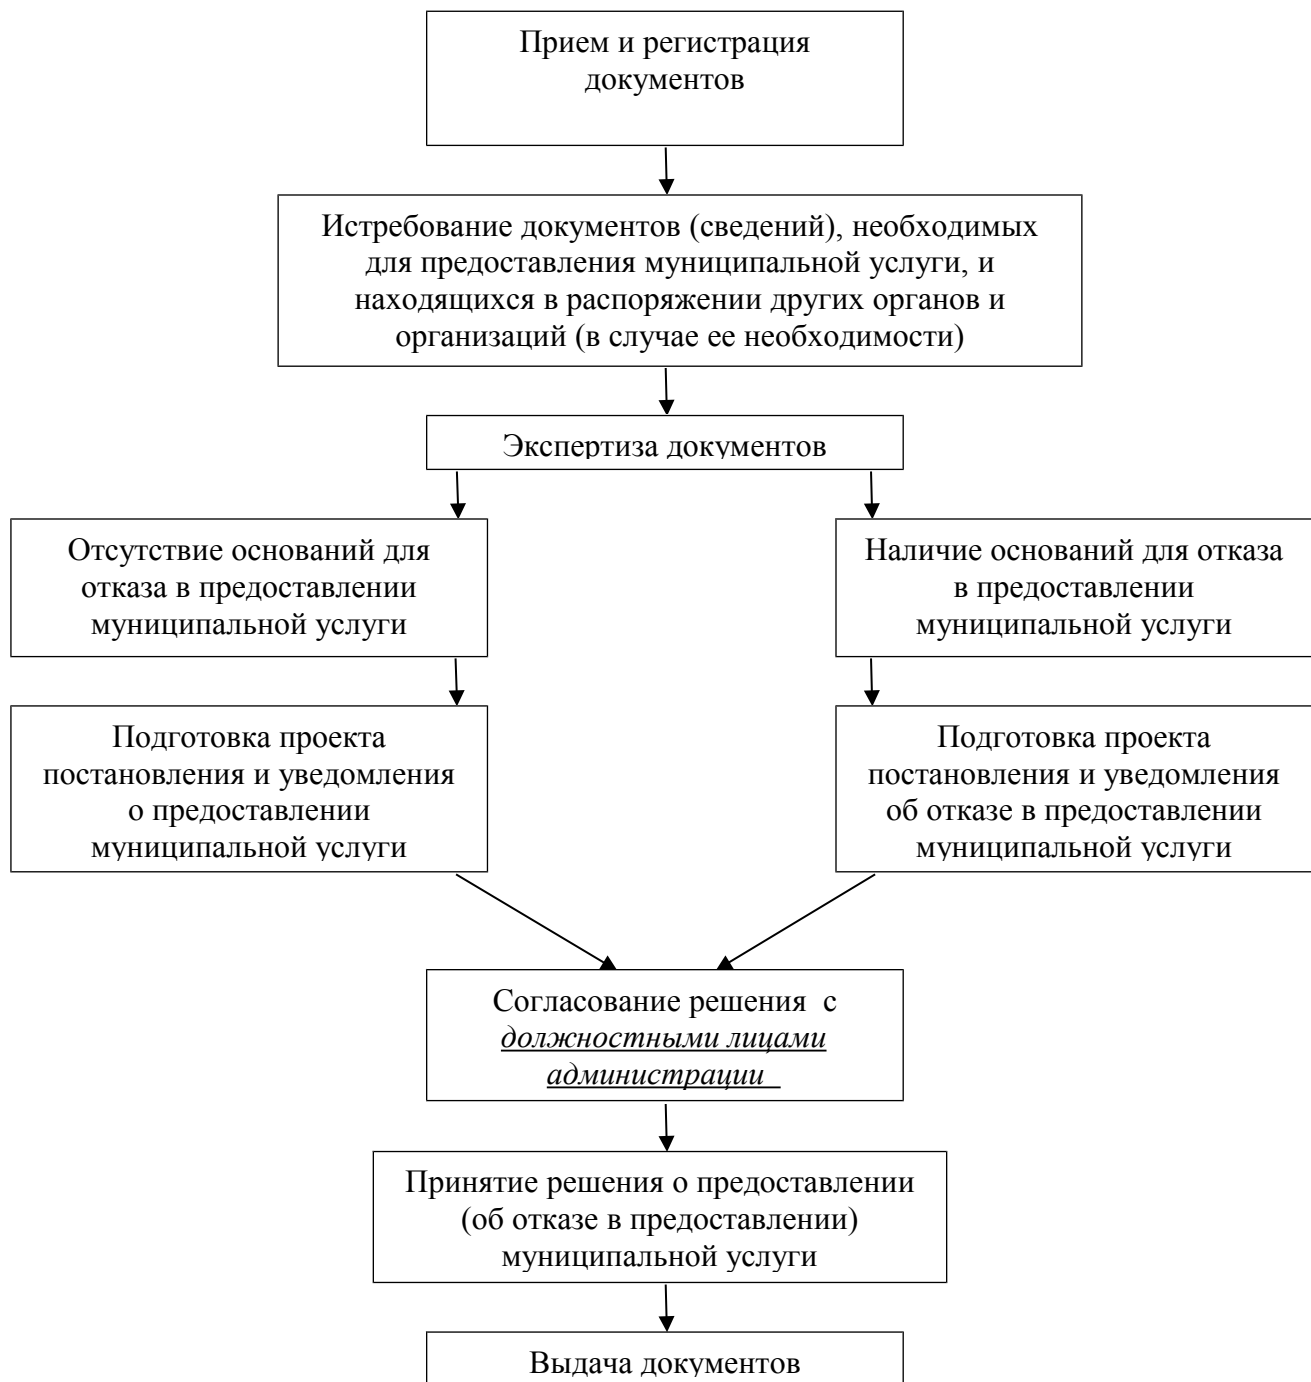 Прием и регистрация
документов
Истребование документов (сведений), необходимых
для предоставления муниципальной услуги, и
находящихся в распоряжении других органов и
организаций (в случае ее необходимости)
Экспертиза документов
Отсутствие оснований для
отказа в предоставлении
муниципальной услуги
Наличие оснований для отказа
в предоставлении
муниципальной услуги
Подготовка проекта
постановления и уведомления
о предоставлении
муниципальной услуги
Подготовка проекта
постановления и уведомления
об отказе в предоставлении
муниципальной услуги
Согласование решения с
должностными лицами
администрации
Принятие решения о предоставлении
(об отказе в предоставлении)
муниципальной услуги
Выдача документов